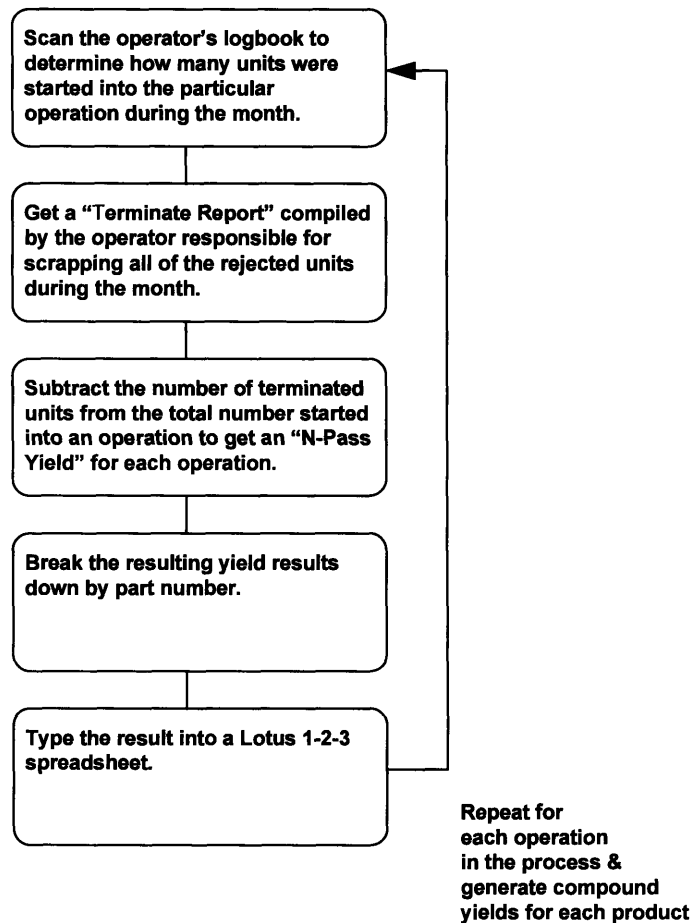 Scan the operator's logbook to
determine how many units were
started into the particular
operation during the month.
Get a "Terminate Report" compiled
by the operator responsible for
scrapping all of the rejected units
during the month.
Subtract the number of terminated
units from the total number started
into an operation to get an "N-Pass
Yield" for each operation.
Break the resulting yield results
down by part number.
Type the result into a Lotus 1-2-3
spreadsheet.
Repeat for
each operation
in the process &
generate compound
yields for each product